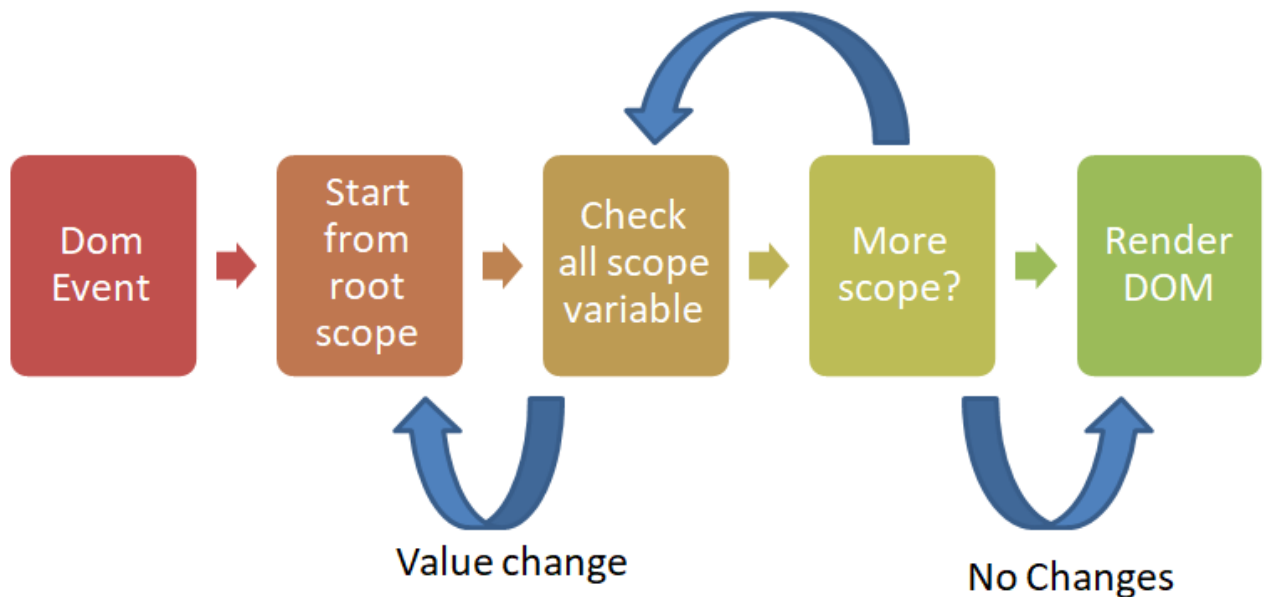 Dom
Event
Start
from
root
scope
Check
all scope
variable
More
scope?
Render
DOM
Value change
No Changes